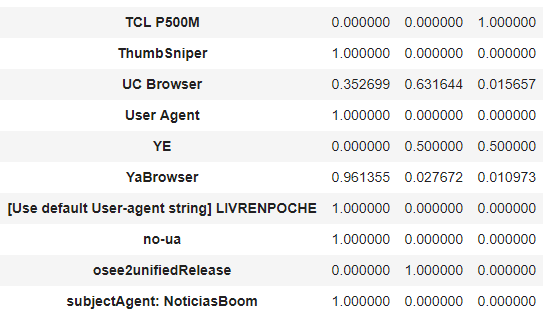 TCL P500M 0.000000 0.000000 1.000000
ThumbSniper 1.000000 0.000000 0.000000
UC Browser 0.352699 0.631644 0.015657
User Agent 1.000000 0.000000 0.000000
YE 0.000000 0.500000 0.500000
YaBrowser 0.961355 0.027672 0.010973
[Use default User-agent string] LIVRENPOCHE 1.000000 0.000000 0.000000
no-ua 1.000000 0.000000 0.000000
osee2unifiedRelease 0.000000 1.000000 0.000000
subjectAgent: NoticiasBoom 1.000000 0.000000 0.000000